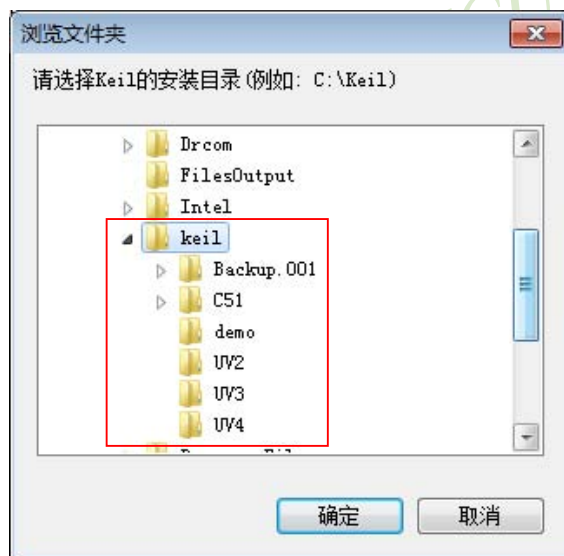 浏览文件夹
请选择Keil的安装目录(例如: C:\Keil)
Drcom
FilesOutput
Intel
keil
Backup.001
C51
demo
UV2
UV3
UV4
确定
取消